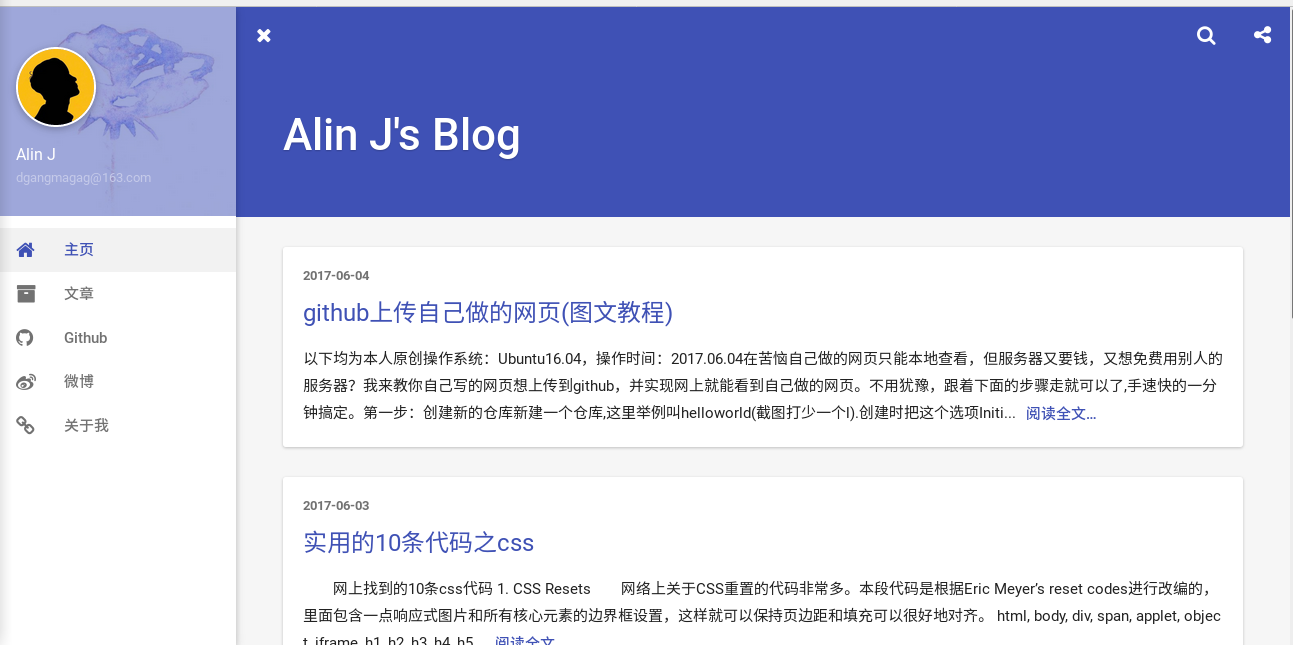 Alin J
dgangmagag@163.com
主页
文章
Github
微博
关于我
Alin J's Blog
2017-06-04
github上传自己做的网页(图文教程)
以下均为本人原创操作系统：Ubuntu16.04，操作时间：2017.06.04在苦恼自己做的网页只能本地查看，但服务器又要钱，又想免费用别人的
服务器？我来教你自己写的网页想上传到github，并实现网上就能看到自己做的网页。不用犹豫，跟着下面的步骤走就可以了,手速快的一分
钟搞定。第一步：创建新的仓库新建一个仓库,这里举例叫helloworld(截图打少一个l).创建时把这个选项Initi... 阅读全文…
2017-06-03
实用的10条代码之css
网上找到的10条css代码 1. CSS Resets　　网络上关于CSS重置的代码非常多。本段代码是根据Eric Meyer’s reset codes进行改编的，
里面包含一点响应式图片和所有核心元素的边界框设置，这样就可以保持页边距和填充可以很好地对齐。 html, body, div, span, applet, objec
t, iframe, h1, h2, h3, h4, h5, 阅读全文